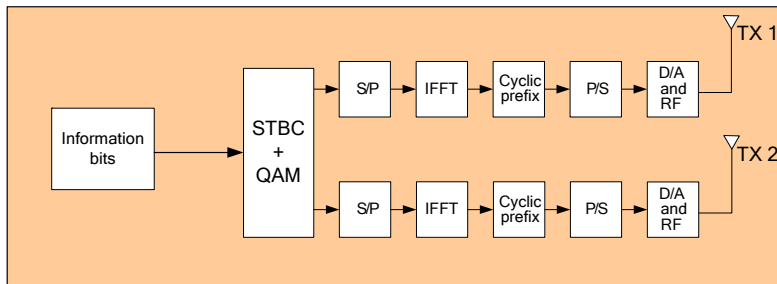 TX 1
S/P
IFFT
Cyclic
prefix
P/S
D/A
and
RF
Information
bits
STBC
+
QAM
TX 2
S/P
IFFT
Cyclic
prefix
P/S
D/A
and
RF